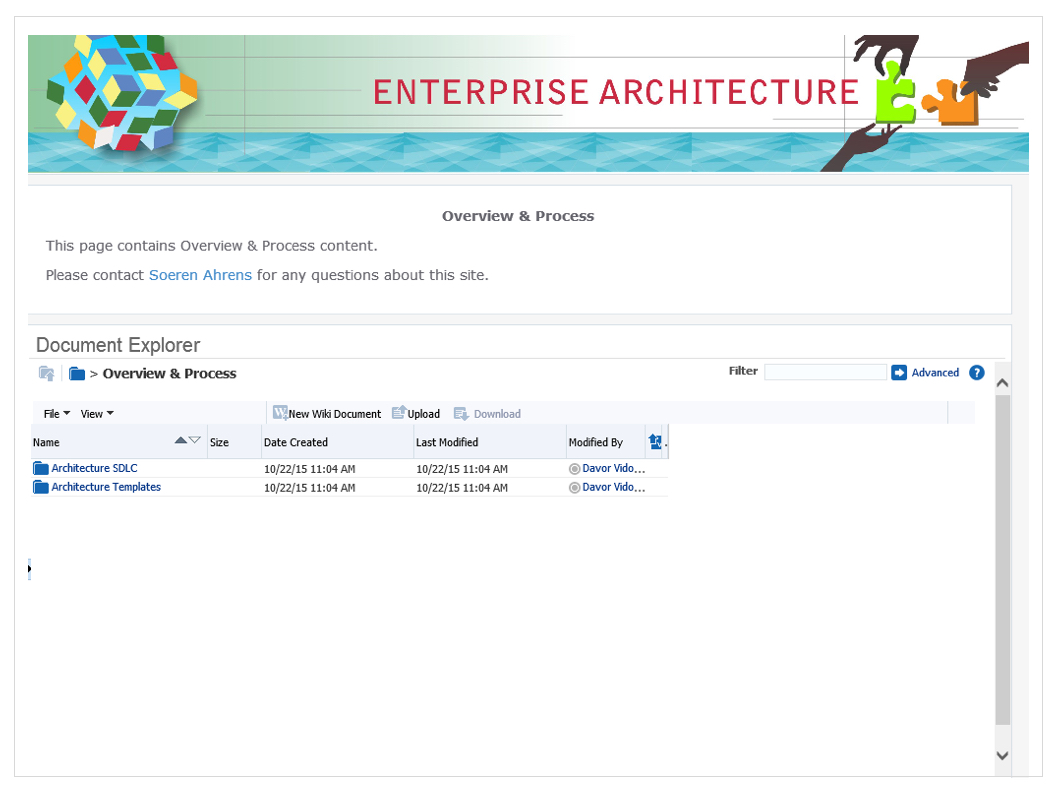 ENTERPRISE ARCHITECTURE
Overview & Process
This page contains Overview & Process content.
Please contact Soeren Ahrens for any questions about this site.
Document Explorer
> Overview & Process
Filter
Advanced ?
File View
New Wiki Document Upload Download
Name Size Date Created Last Modified Modified By .
Architecture SDLC 10/22/15 11:04 AM 10/22/15 11:04 AM Davor Vido...
Architecture Templates 10/22/15 11:04 AM 10/22/15 11:04 AM Davor Vido...